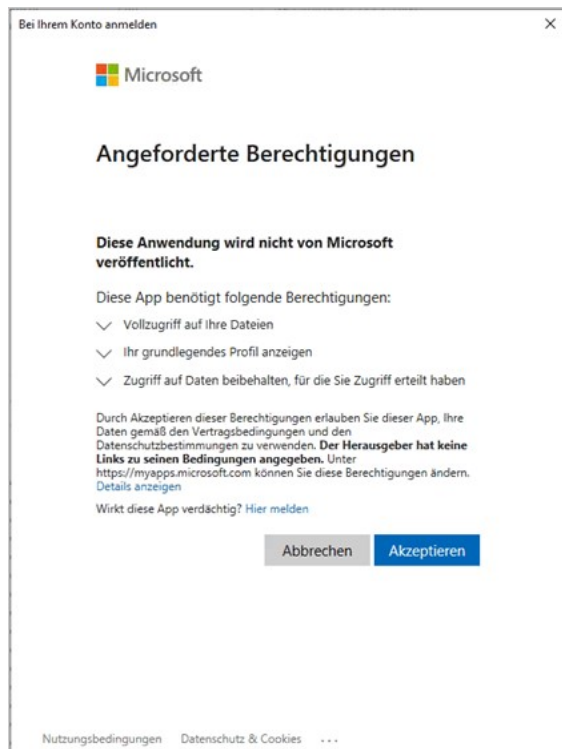 Bei Ihrem Konto anmelden
Microsoft
Angeforderte Berechtigungen
Diese Anwendung wird nicht von Microsoft
veröffentlicht.
Diese App benötigt folgende Berechtigungen:
Vollzugriff auf Ihre Dateien
Ihr grundlegendes Profil anzeigen
Zugriff auf Daten beibehalten, für die Sie Zugriff erteilt haben
Durch Akzeptieren dieser Berechtigungen erlauben Sie dieser App, Ihre
Daten gemäß den Vertragsbedingungen und den
Datenschutzbestimmungen zu verwenden. Der Herausgeber hat keine
Links zu seinen Bedingungen angegeben. Unter
https://myapps.microsoft.com können Sie diese Berechtigungen ändern.
Details anzeigen
Wirkt diese App verdächtig? Hier melden
Abbrechen Akzeptieren
Nutzungsbedingungen Datenschutz & Cookies ...